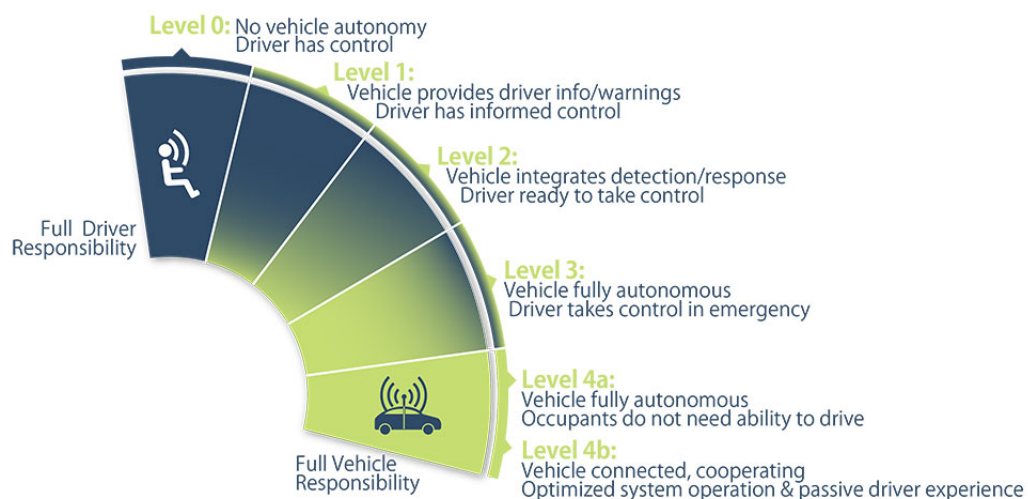 Level 0: No vehicle autonomy
Driver has control
Level 1:
Vehicle provides driver info/warnings
Driver has informed control
Level 2:
Vehicle integrates detection/response
Driver ready to take control
Full Driver
Responsibility
Level 3:
Vehicle fully autonomous
Driver takes control in emergency
Level 4a:
Vehicle fully autonomous
Occupants do not need ability to drive
Level 4b:
Vehicle connected, cooperating
Optimized system operation & passive driver experience
Full Vehicle
Responsibility